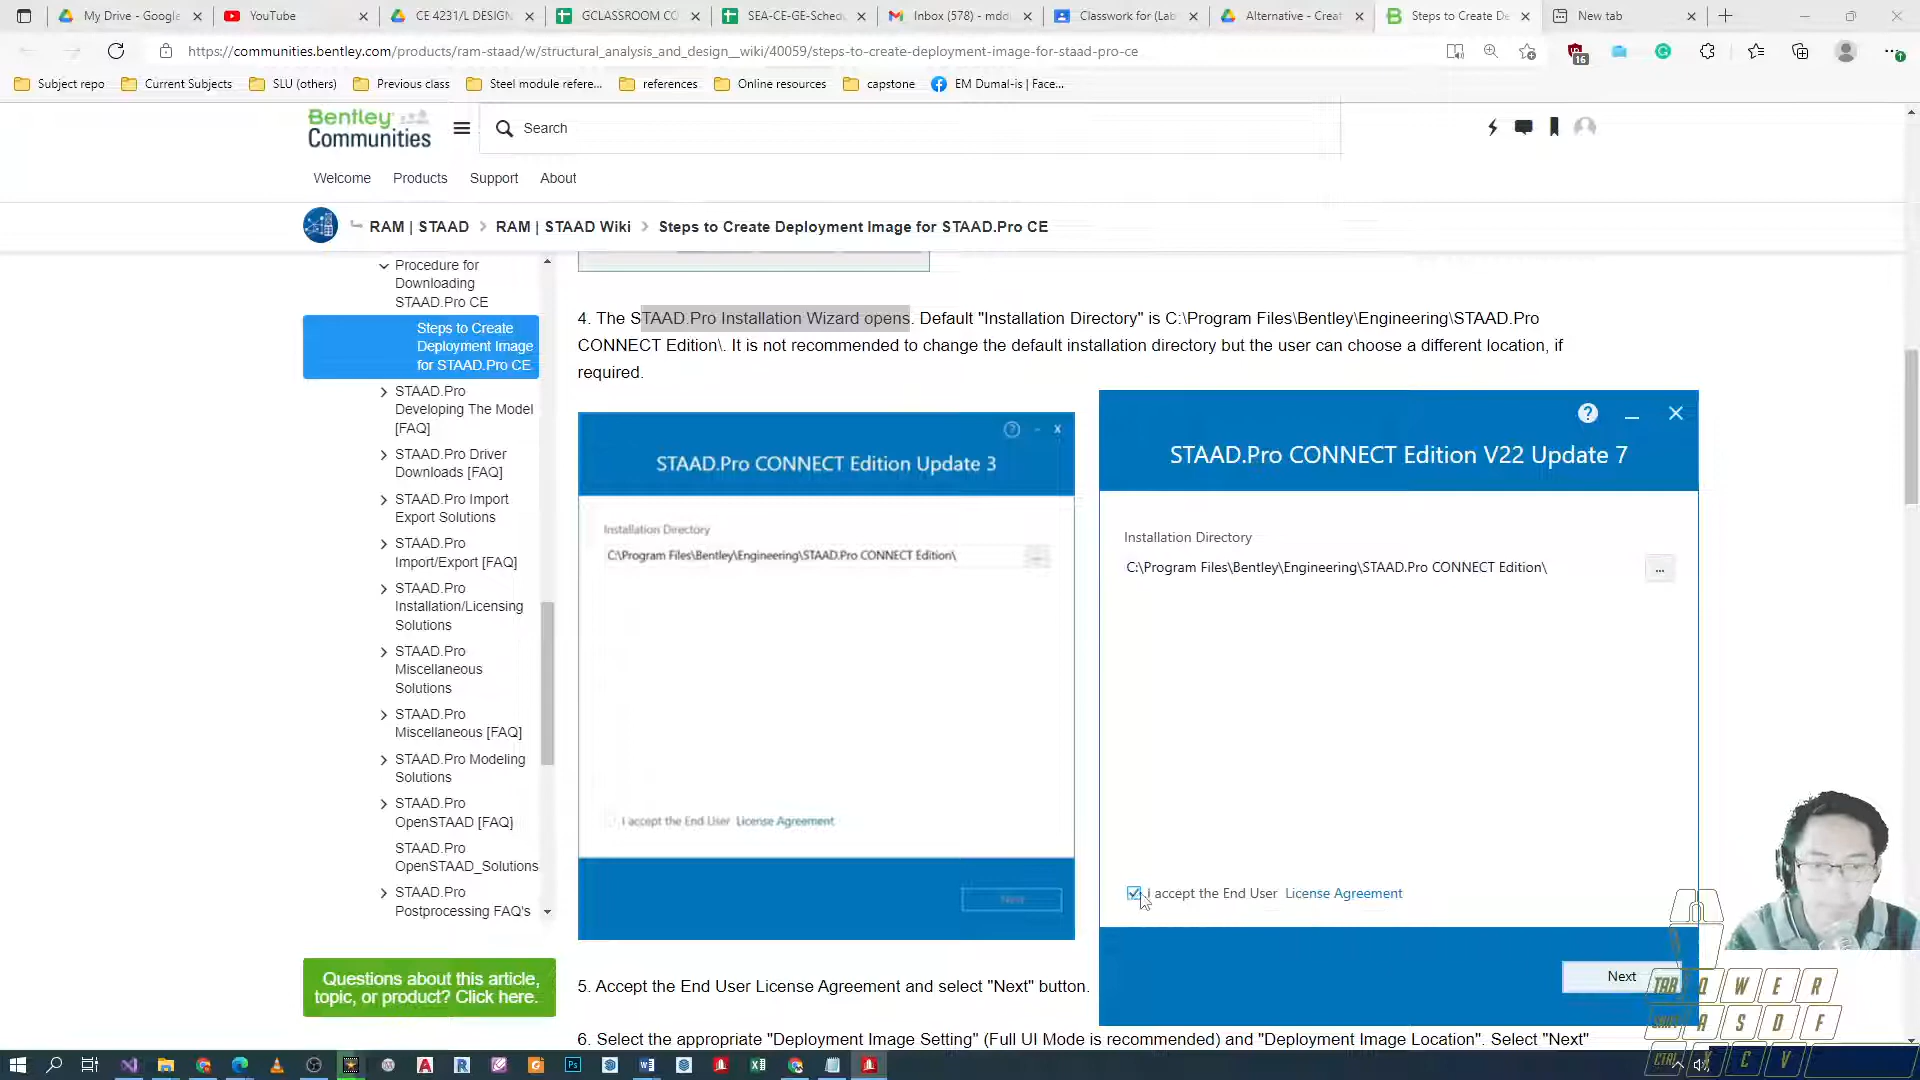 My Drive - Google
YouTube
CE 4231/L DESIGN
GCLASSROOM CO
SEA-CE-GE-Sched
Inbox (578) - mdd
Classwork for (Lab
Alternative - Creat
Steps to Create De
New tab
https://communities.bentley.com/products/ram-staad/w/structural_analysis_and_design__wiki/40059/steps-to-create-deployment-image-for-staad-pro-ce
16
Subject repo
Current Subjects
SLU (others)
Previous class
Steel module refere...
references
Online resources
capstone
EM Dumal-is | Face...
Bentley
Communities
Search
Welcome
Products
Support
About
RAM | STAAD
RAM | STAAD Wiki
Steps to Create Deployment Image for STAAD.Pro CE
Procedure for
Downloading
STAAD.Pro CE
Steps to Create
Deployment Image
for STAAD.Pro CE
STAAD.Pro
Developing The Model
[FAQ]
STAAD.Pro Driver
Downloads [FAQ]
STAAD.Pro Import
Export Solutions
STAAD.Pro
Import/Export [FAQ]
STAAD.Pro
Installation/Licensing
Solutions
STAAD.Pro
Miscellaneous
Solutions
STAAD.Pro
Miscellaneous [FAQ]
STAAD.Pro Modeling
Solutions
STAAD.Pro
OpenSTAAD [FAQ]
STAAD.Pro
OpenSTAAD_Solutions
STAAD.Pro
Postprocessing FAQ's
Questions about this article,
topic, or product? Click here.
4. The STAAD.Pro Installation Wizard opens. Default "Installation Directory" is C:\Program Files\Bentley\Engineering\STAAD.Pro
CONNECT Edition\. It is not recommended to change the default installation directory but the user can choose a different location, if
required.
STAAD.Pro CONNECT Edition Update 3
Installation Directory
C:\Program Files\Bentley\Engineering\STAAD.Pro CONNECT Edition\
...
I accept the End User License Agreement
Next
STAAD.Pro CONNECT Edition V22 Update 7
Installation Directory
C:\Program Files\Bentley\Engineering\STAAD.Pro CONNECT Edition\
...
I accept the End User License Agreement
Next
5. Accept the End User License Agreement and select "Next" button.
6. Select the appropriate "Deployment Image Setting" (Full UI Mode is recommended) and "Deployment Image Location". Select "Next"
TAB Q W E R
A S D F
CTRL X C V